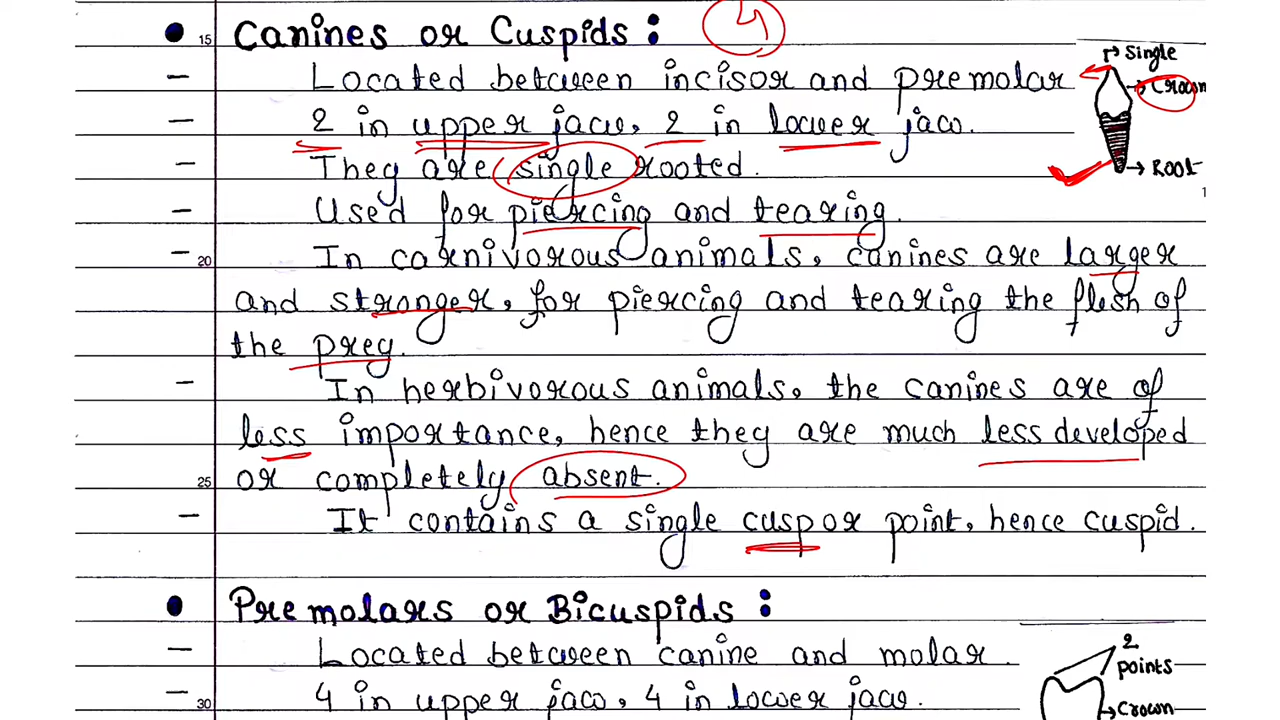 Canines or Cuspids : 4
15
Single
- Located between incisor and premolar
Crown
- 2 in upper jaw, 2 in lower jaw.
- They are single rooted.
Root
1
- Used for piercing and tearing.
- In carnivorous animals, canines are larger
20
and stronger, for piercing and tearing the flesh of
the prey.
- In herbivorous animals, the canines are of
less importance, hence they are much less developed
or completely absent.
25
- It contains a single cusp or point, hence cuspid.
Premolars or Bicuspids :
2
points
- Located between canine and molar.
- 4 in upper jaw, 4 in lower jaw.
30
Crown